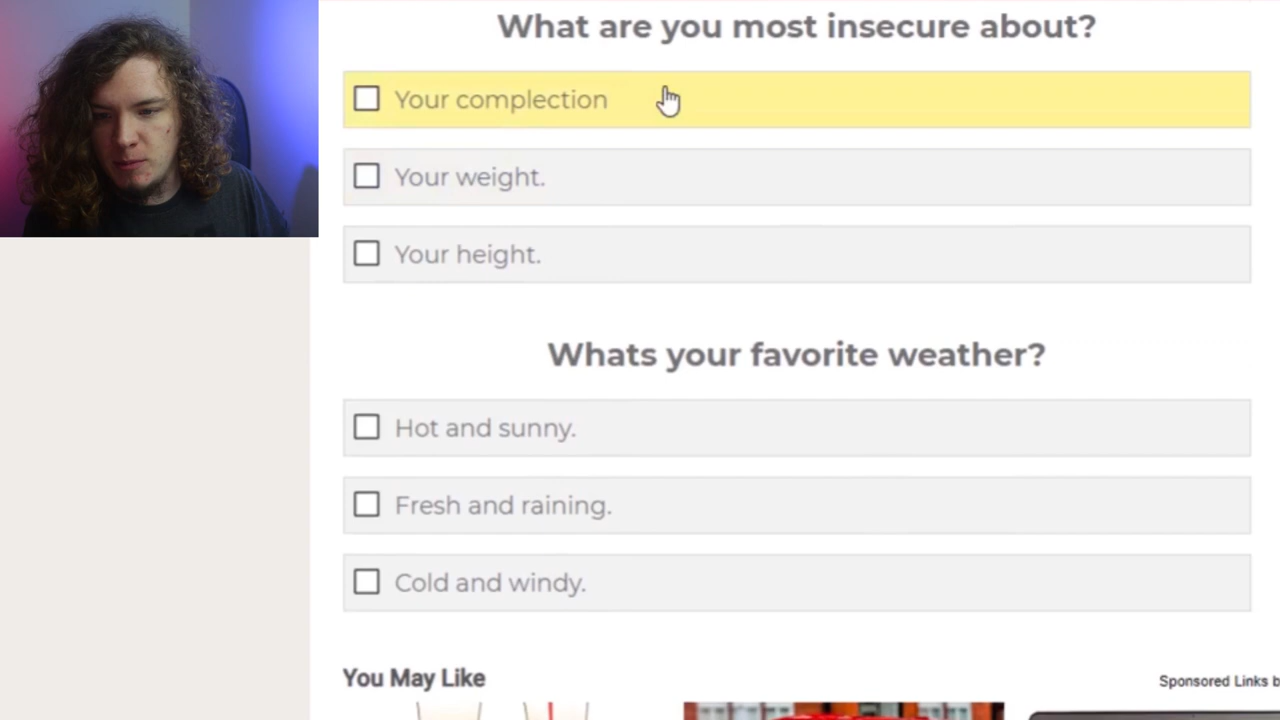 What are you most insecure about?
Your complection
Your weight.
Your height.
Whats your favorite weather?
Hot and sunny.
Fresh and raining.
Cold and windy.
You May Like
Sponsored Links b